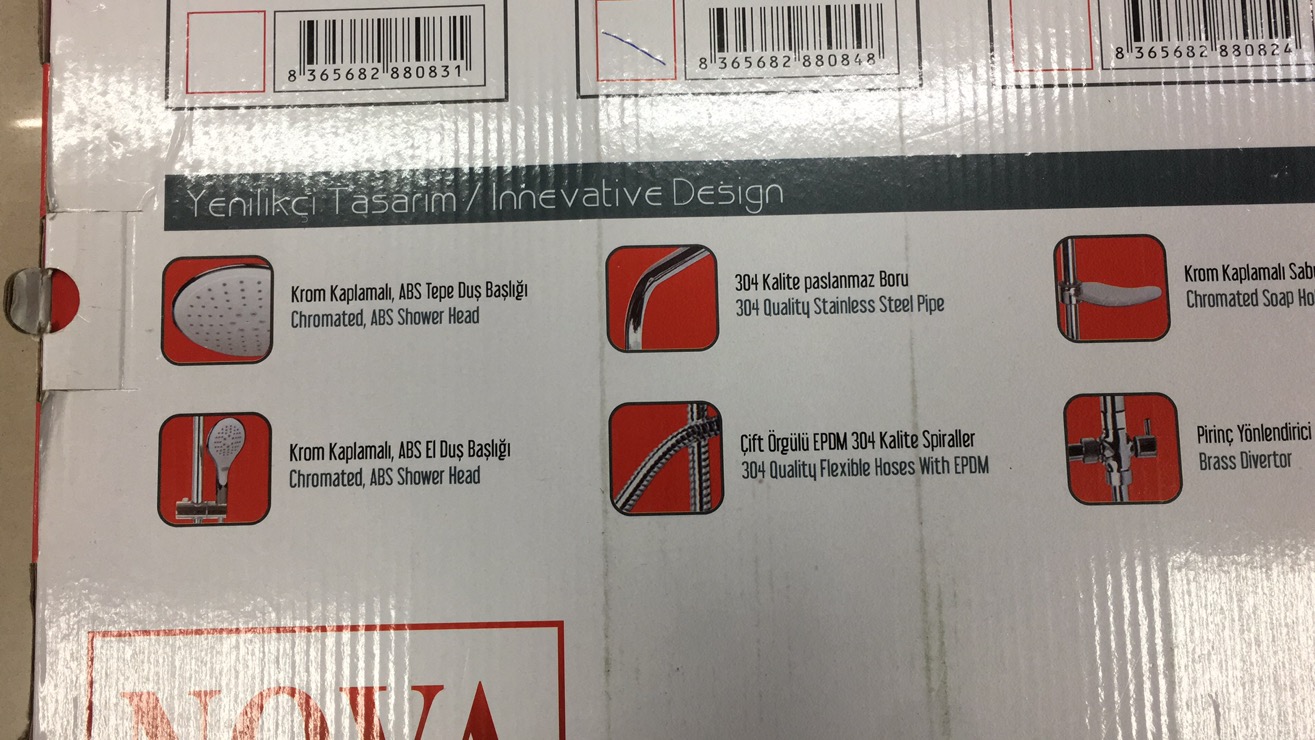 8 365682 880831
8 365682 880848
8 365682 880824
Yenilikçi Tasarım / Innevative Design
Krom Kaplamalı, ABS Tepe Duş Başlığı
Chromated, ABS Shower Head
304 Kalite paslanmaz Boru
304 Quality Stainless Steel Pipe
Krom Kaplamalı
Chromated Soap
Krom Kaplamalı, ABS El Duş Başlığı
Chromated, ABS Shower Head
Çift Örgülü EPDM 304 Kalite Spiraller
304 Quality Flexible Hoses With EPDM
Pirinç Yönlendirici
Brass Divertor
NOVA